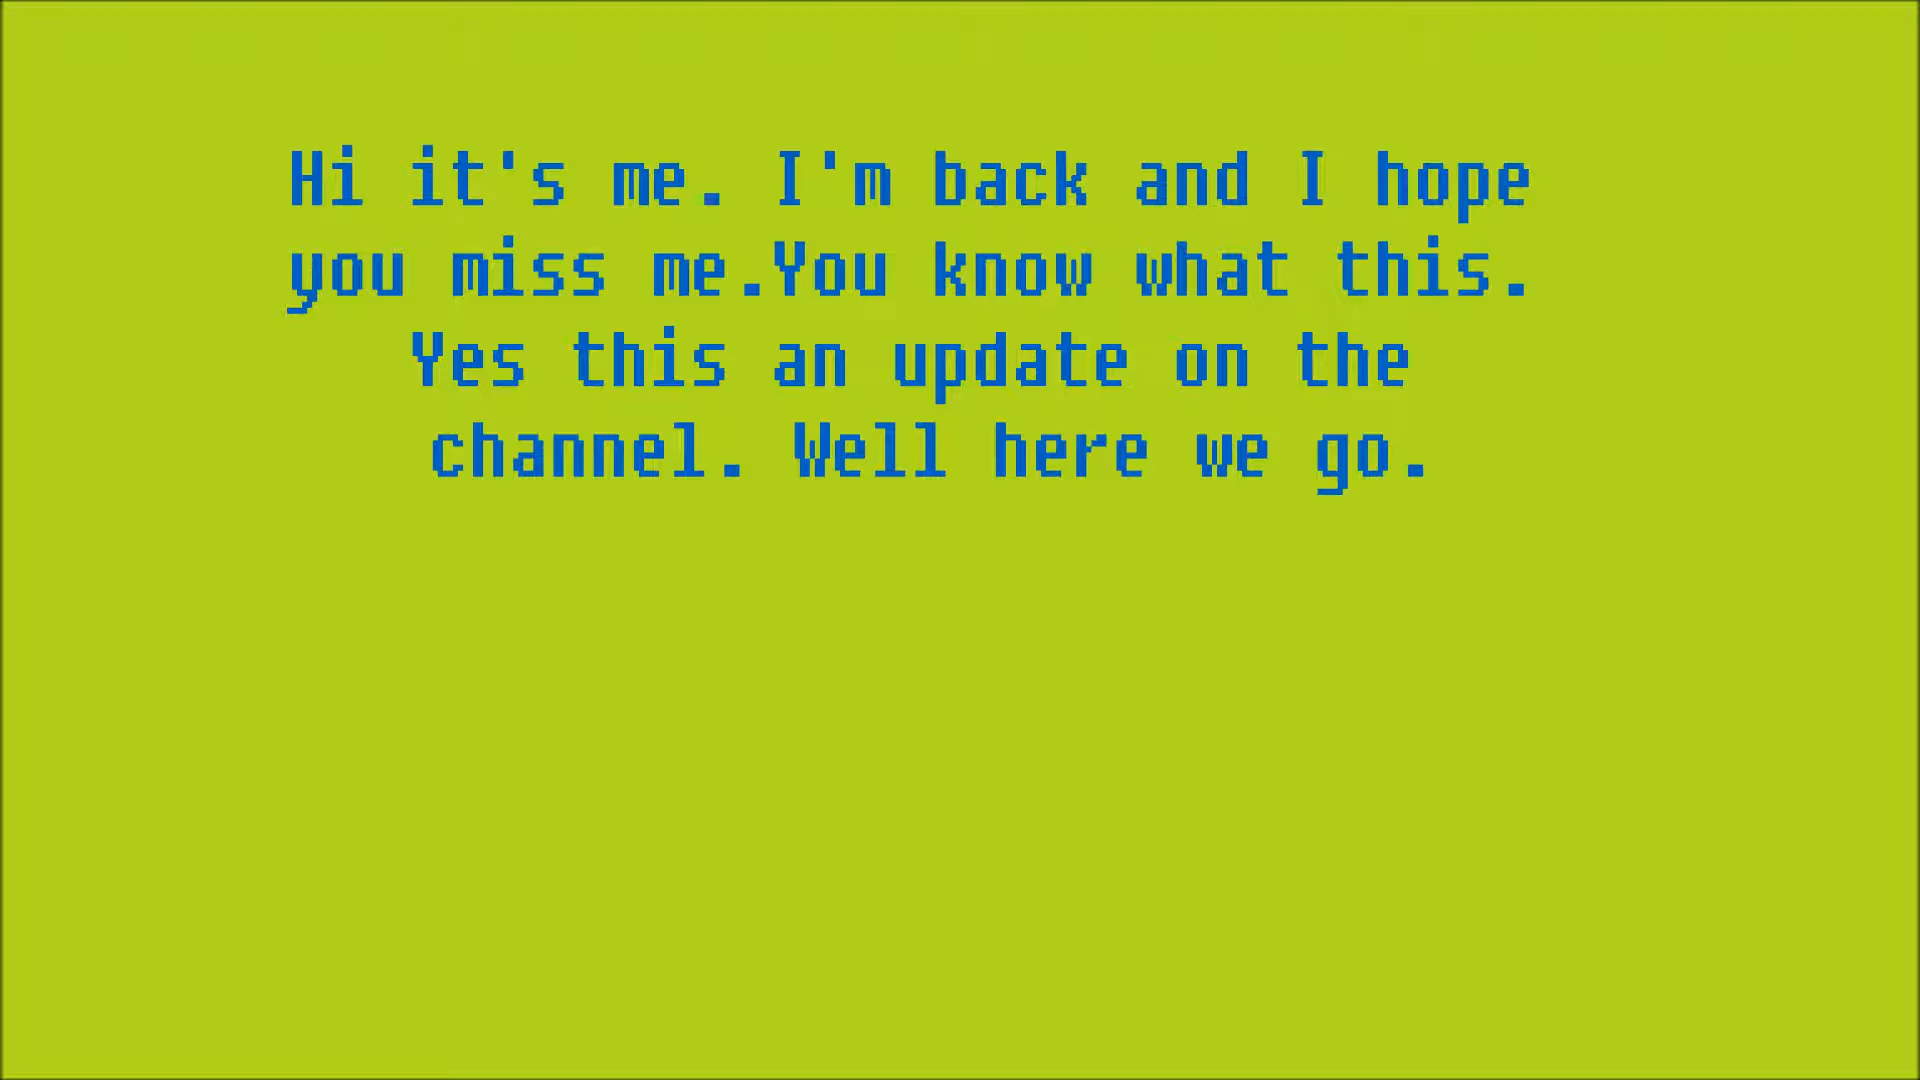 Hi it's me. I'm back and I hope
you miss me.You know what this.
Yes this an update on the
channel. Well here we go.